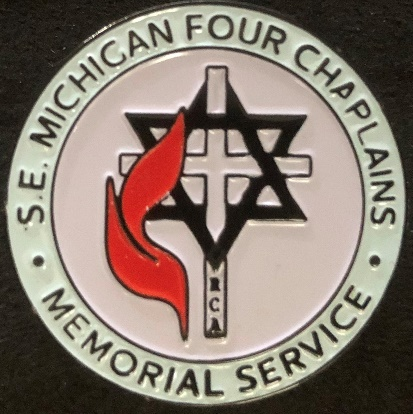 S.E. MICHIGAN FOUR CHAPLAINS
RCA
• MEMORIAL SERVICE •